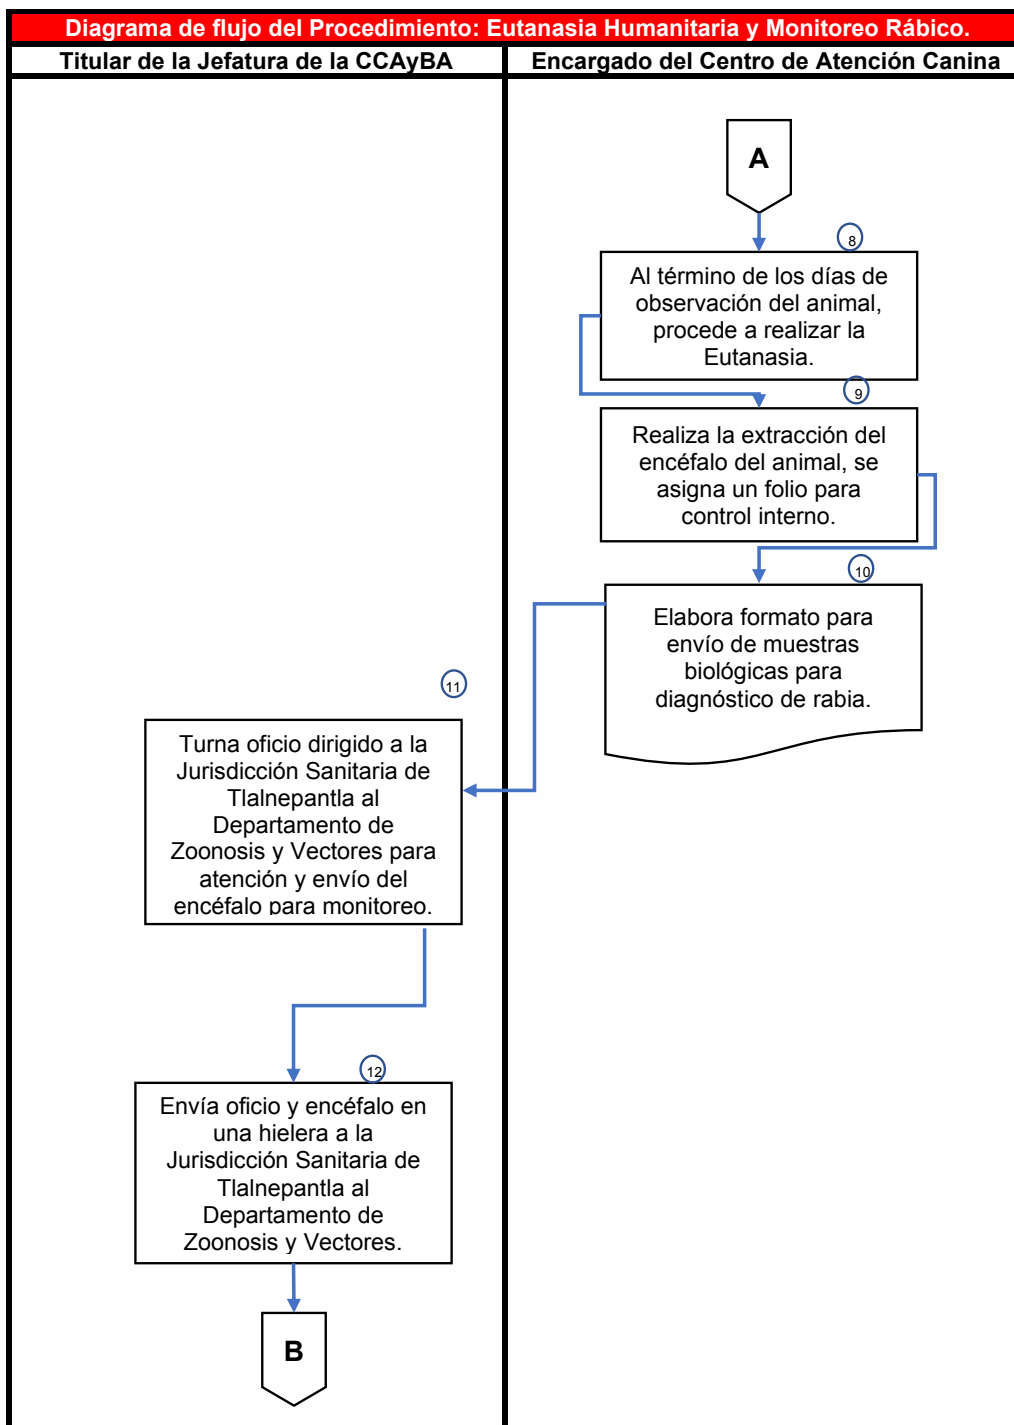 Diagrama de flujo del Procedimiento: Eutanasia Humanitaria y Monitoreo Rábico.
Titular de la Jefatura de la CCAyBA
Encargado del Centro de Atención Canina
A
8
Al término de los días de
observación del animal,
procede a realizar la
Eutanasia.
9
Realiza la extracción del
encéfalo del animal, se
asigna un folio para
control interno.
10
Elabora formato para
envío de muestras
biológicas para
diagnóstico de rabia.
11
Turna oficio dirigido a la
Jurisdicción Sanitaria de
Tlalnepantla al
Departamento de
Zoonosis y Vectores para
atención y envío del
encéfalo para monitoreo.
12
Envía oficio y encéfalo en
una hielera a la
Jurisdicción Sanitaria de
Tlalnepantla al
Departamento de
Zoonosis y Vectores.
B